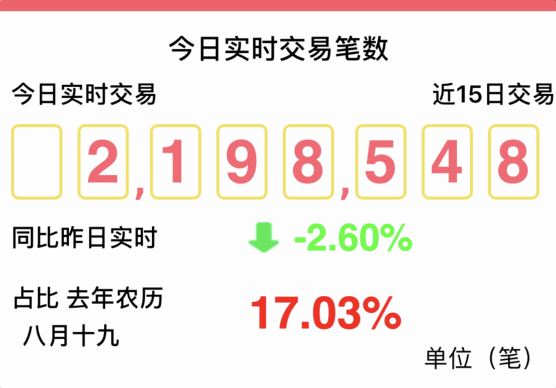 今日实时交易笔数
今日实时交易 近15日交易
2,198,548
同比昨日实时 -2.60%
占比 去年农历
八月十九 17.03%
单位（笔）